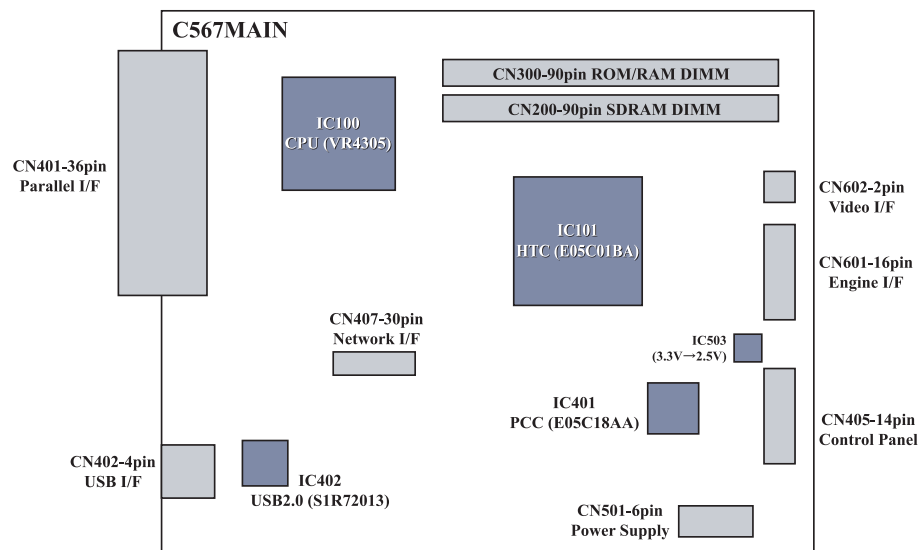 C567MAIN
CN300-90pin ROM/RAM DIMM
CN200-90pin SDRAM DIMM
IC100
CPU (VR4305)
CN401-36pin
Parallel I/F
CN602-2pin
Video I/F
IC101
HTC (E05C01BA)
CN601-16pin
Engine I/F
CN407-30pin
Network I/F
IC503
(3.3V→2.5V)
IC401
PCC (E05C18AA)
CN405-14pin
Control Panel
CN402-4pin
USB I/F
IC402
USB2.0 (S1R72013)
CN501-6pin
Power Supply